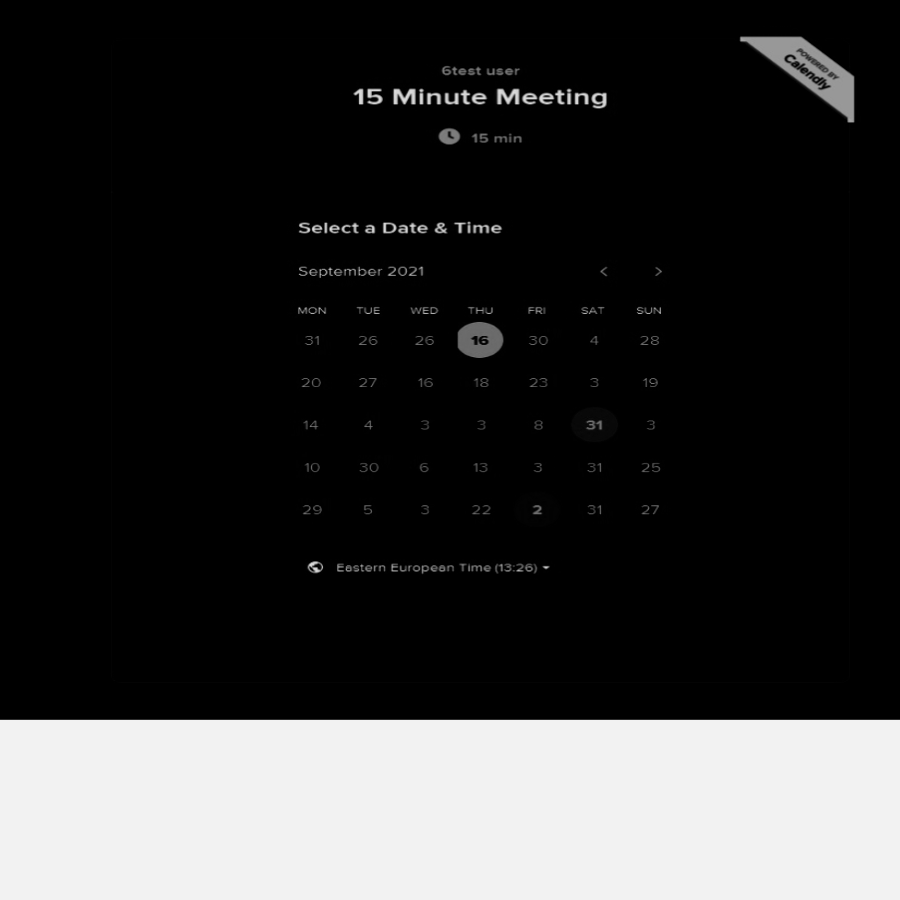 POWERED BY
Calendly
6test user
15 Minute Meeting
15 min
Select a Date & Time
September 2021
MON TUE WED THU FRI SAT SUN
31 26 26 16 30 4 28
20 27 16 18 23 3 19
14 4 3 3 8 31 3
10 30 6 13 3 31 25
29 5 3 22 2 31 27
Eastern European Time (13:26)